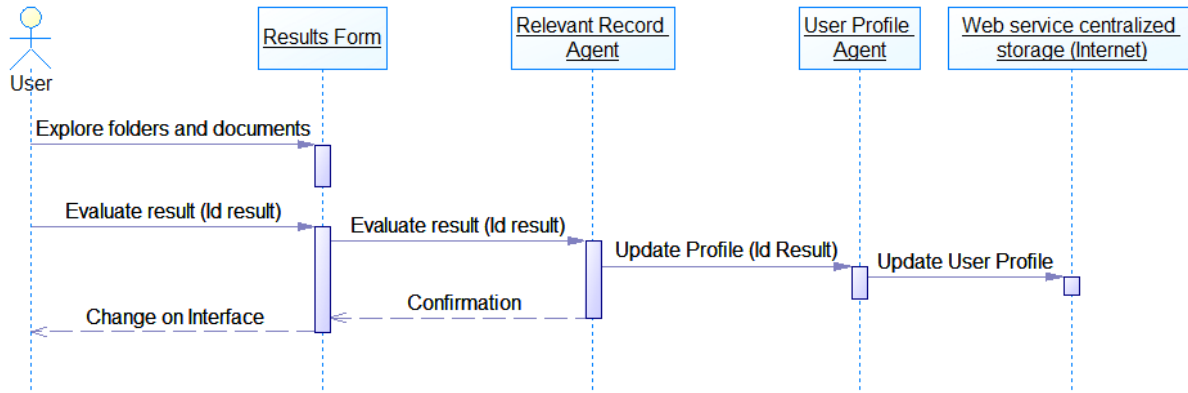 User
Results Form
Relevant Record
Agent
User Profile
Agent
Web service centralized
storage (Internet)
Explore folders and documents
Evaluate result (Id result)
Evaluate result (Id result)
Update Profile (Id Result)
Update User Profile
Confirmation
Change on Interface